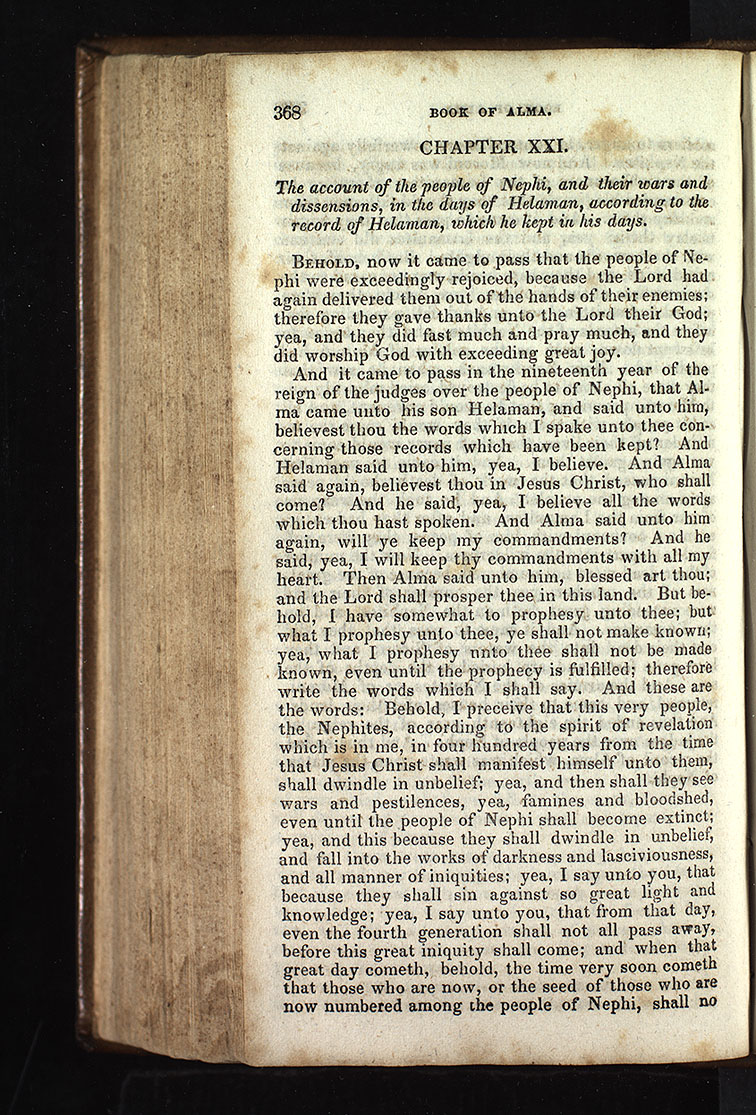 368 BOOK OF ALMA.
CHAPTER XXI.
The account of the people of Nephi, and their wars and
dissensions, in the days of Helaman, according to the
record of Helaman, which he kept in his days.
BEHOLD, now it came to pass that the people of Ne-
phi were exceedingly rejoiced, because the Lord had
again delivered them out of the hands of their enemies;
therefore they gave thanks unto the Lord their God;
yea, and they did fast much and pray much, and they
did worship God with exceeding great joy.
And it came to pass in the nineteenth year of the
reign of the judges over the people of Nephi, that Al-
ma came unto his son Helaman, and said unto him,
believest thou the words which I spake unto thee con-
cerning those records which have been kept? And
Helaman said unto him, yea, I believe. And Alma
said again, believest thou in Jesus Christ, who shall
come? And he said, yea, I believe all the words
which thou hast spoken. And Alma said unto him
again, will ye keep my commandments? And he
said, yea, I will keep thy commandments with all my
heart. Then Alma said unto him, blessed art thou;
and the Lord shall prosper thee in this land. But be-
hold, I have somewhat to prophesy unto thee; but
what I prophesy unto thee, ye shall not make known;
yea, what I prophesy nnto thee shall not be made
known, even until the prophecy is fulfilled; therefore
write the words which I shall say. And these are
the words: Behold, I preceive that this very people,
the Nephites, according to the spirit of revelation
which is in me, in four hundred years from the time
that Jesus Christ shall manifest himself unto them,
shall dwindle in unbelief; yea, and then shall they see
wars and pestilences, yea, famines and bloodshed,
even until the people of Nephi shall become extinct;
yea, and this because they shall dwindle in unbelief,
and fall into the works of darkness and lasciviousness,
and all manner of iniquities; yea, I say unto you, that
because they shall sin against so great light and
knowledge; yea, I say unto you, that from that day,
even the fourth generation shall not all pass away,
before this great iniquity shall come; and when that
great day cometh, behold, the time very soon cometh
that those who are now, or the seed of those who are
now numbered among the people of Nephi, shall no